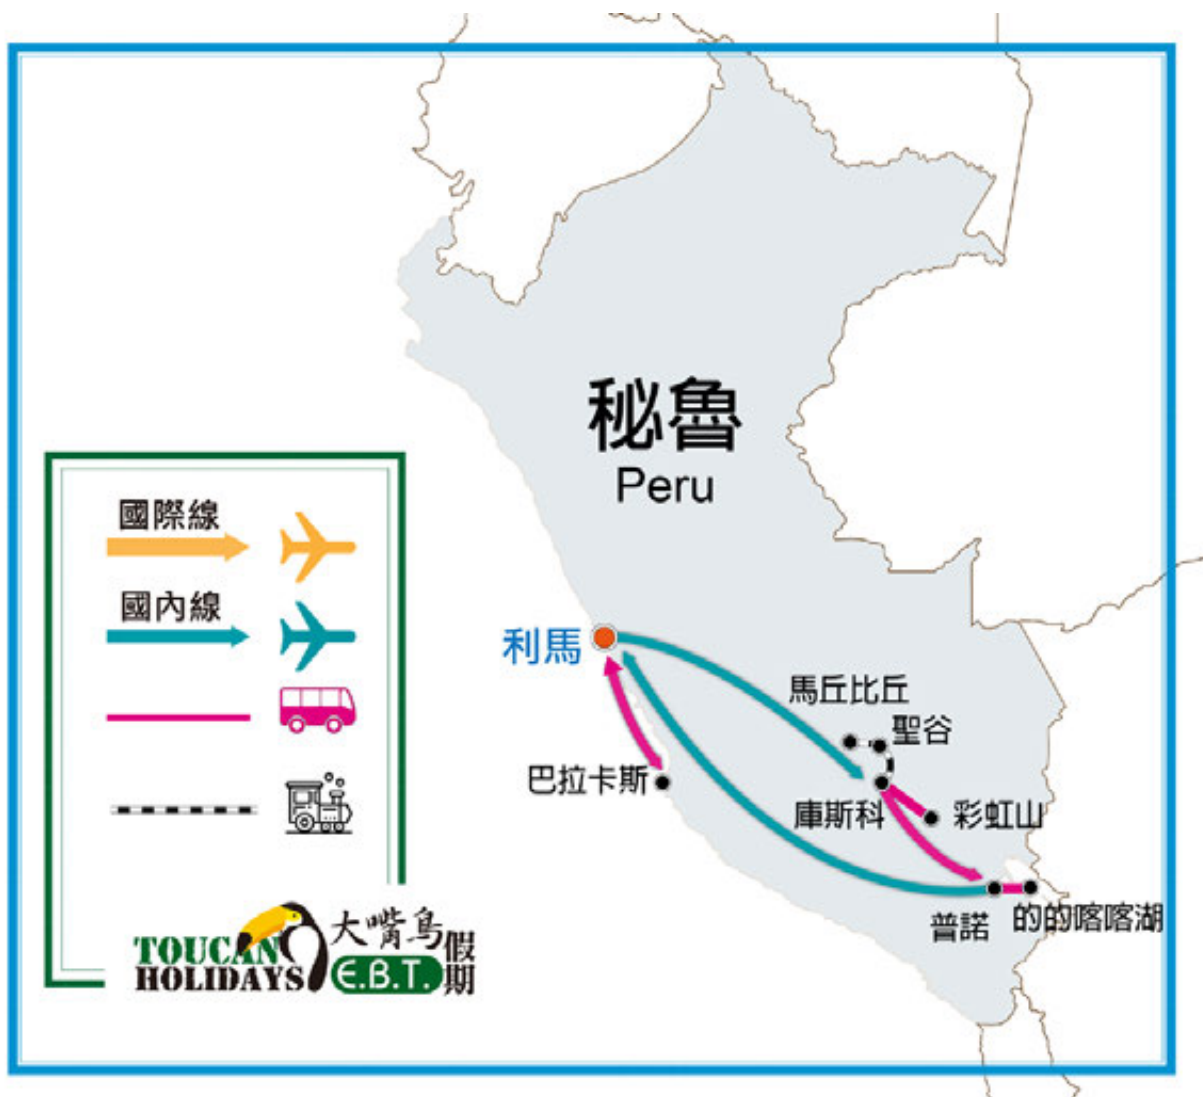 秘魯
Peru
國際線
國內線
利馬
馬丘比丘
聖谷
巴拉卡斯
庫斯科
彩虹山
普諾
的的喀喀湖
TOUCAN
HOLIDAYS
大嘴鳥
E.B.T.
假期